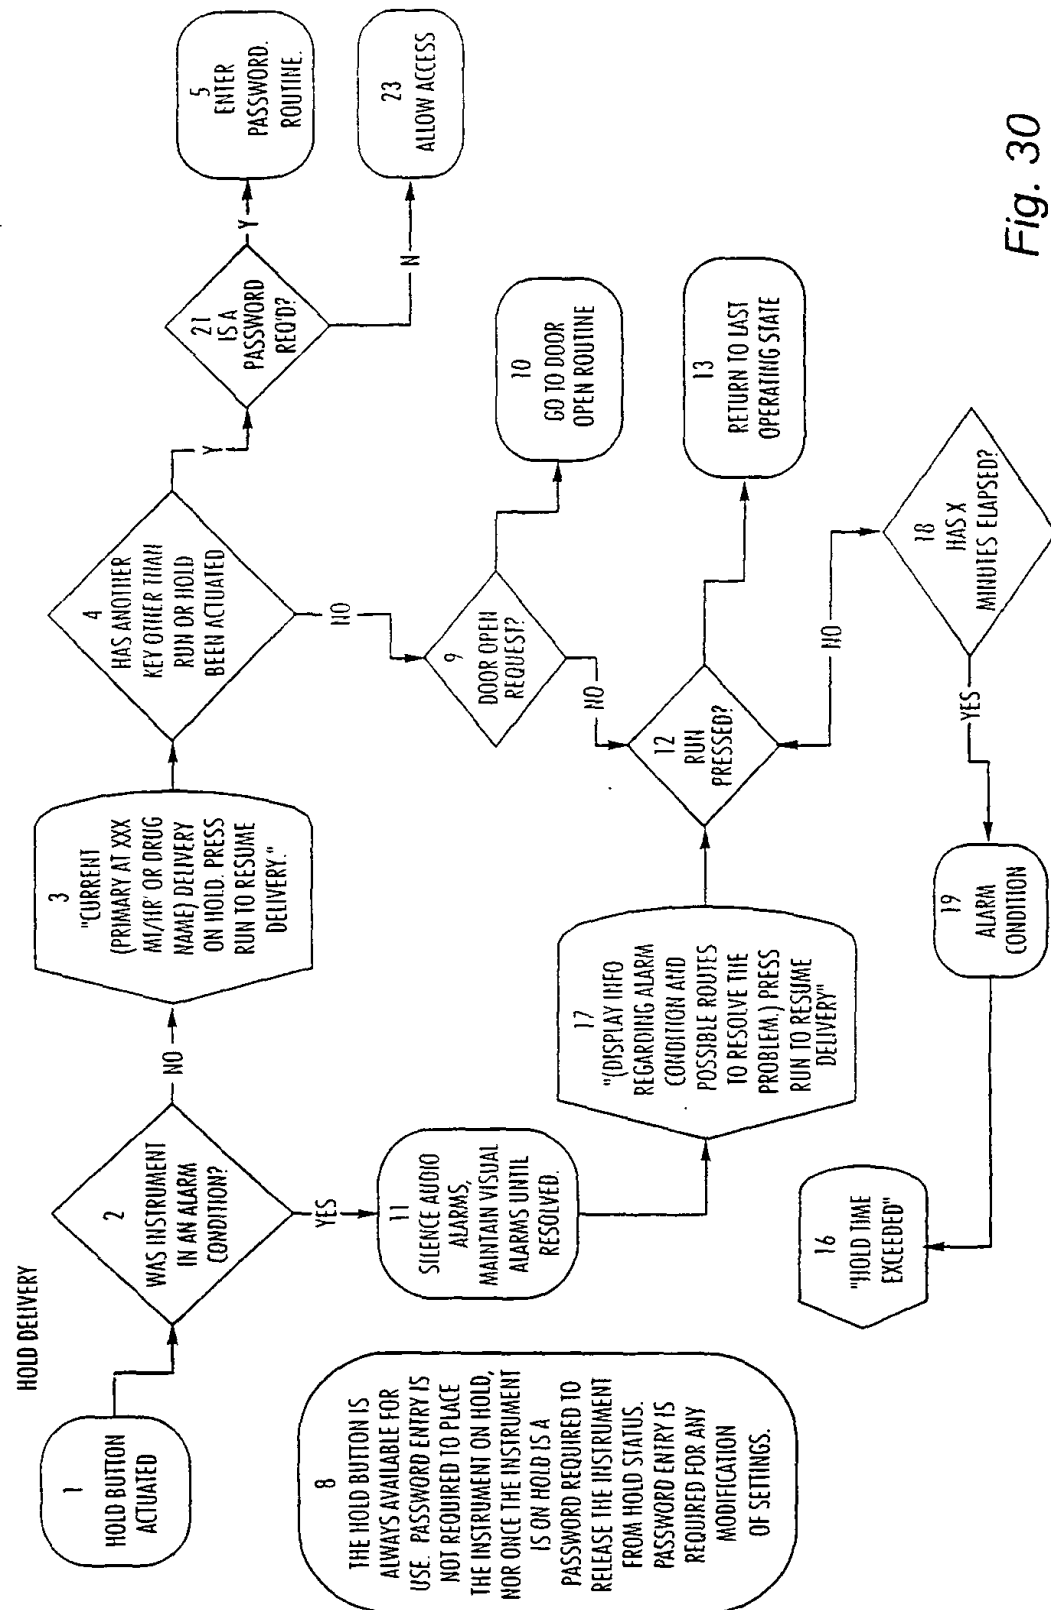 HOLD DELIVERY
1
HOLD BUTTON
ACTUATED
2
WAS INSTRUMENT
IN AN ALARM
CONDITION?
NO
YES
3
"CURRENT
(PRIMARY AT XXX
Ml/HR' OR DRUG
NAME) DELIVERY
ON HOLD. PRESS
RUN TO RESUME
DELIVERY."
4
HAS ANOTHER
KEY OTHER THAN
RUN OR HOLD
BEEN ACTUATED
Y
NO
21
IS A
PASSWORD
REQ'D?
Y
N
5
ENTER
PASSWORD.
ROUTINE.
23
ALLOW ACCESS
9
DOOR OPEN
REQUEST?
NO
10
GO TO DOOR
OPEN ROUTINE
11
SILENCE AUDIO
ALARMS,
MAINTAIN VISUAL
ALARMS UNTIL
RESOLVED.
17
"(DISPLAY INFO
REGARDING ALARM
CONDITION AND
POSSIBLE ROUTES
TO RESOLVE THE
PROBLEM.) PRESS
RUN TO RESUME
DELIVERY"
12
RUN
PRESSED?
NO
13
RETURN TO LAST
OPERATING STATE
18
HAS X
MINUTES ELAPSED?
YES
19
ALARM
CONDITION
16
"HOLD TIME
EXCEEDED"
8
THE HOLD BUTTON IS
ALWAYS AVAILABLE FOR
USE. PASSWORD ENTRY IS
NOT REQUIRED TO PLACE
THE INSTRUMENT ON HOLD,
NOR ONCE THE INSTRUMENT
IS ON HOLD IS A
PASSWORD REQUIRED TO
RELEASE THE INSTRUMENT
FROM HOLD STATUS.
PASSWORD ENTRY IS
REQUIRED FOR ANY
MODIFICATION
OF SETTINGS.
Fig. 30